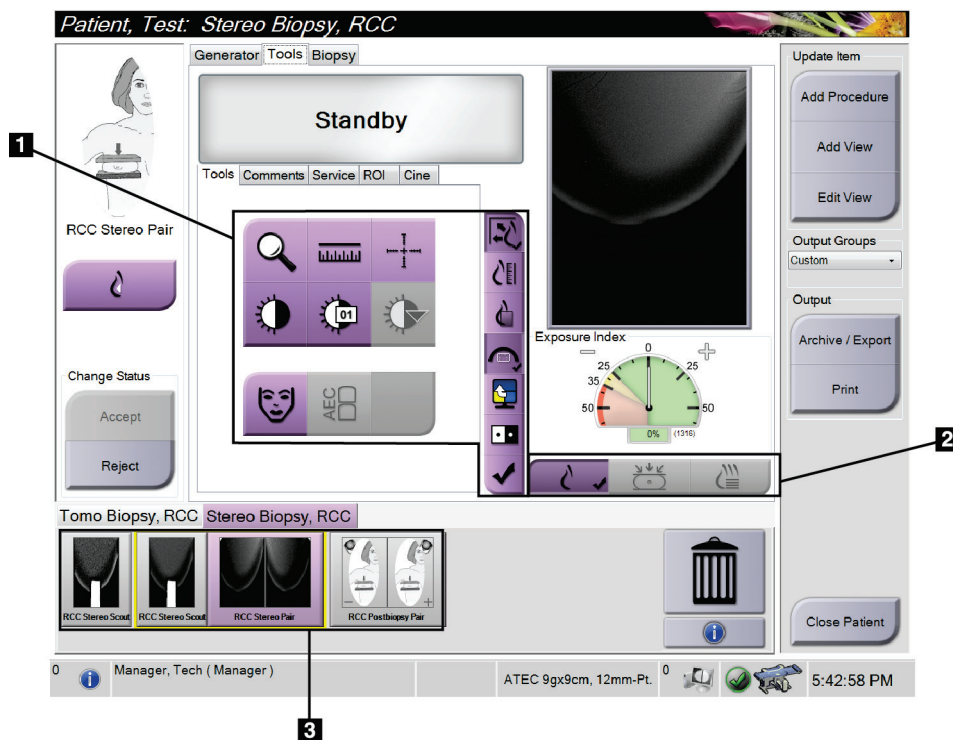 Patient, Test: Stereo Biopsy, RCC
Generator Tools Biopsy
Standby
Tools Comments Service ROI Cine
1
RCC Stereo Pair
01
AEC
Change Status
Accept
Reject
Exposure Index
0
25 25
35
50 50
0% (1316)
2
Update Item
Add Procedure
Add View
Edit View
Output Groups
Custom
Output
Archive / Export
Print
Tomo Biopsy, RCC Stereo Biopsy, RCC
RCC Stereo Scout RCC Stereo Scout RCC Stereo Pair RCC Postbiopsy Pair
Close Patient
0 Manager, Tech ( Manager ) ATEC 9gx9cm, 12mm-Pt. 0 5:42:58 PM
3